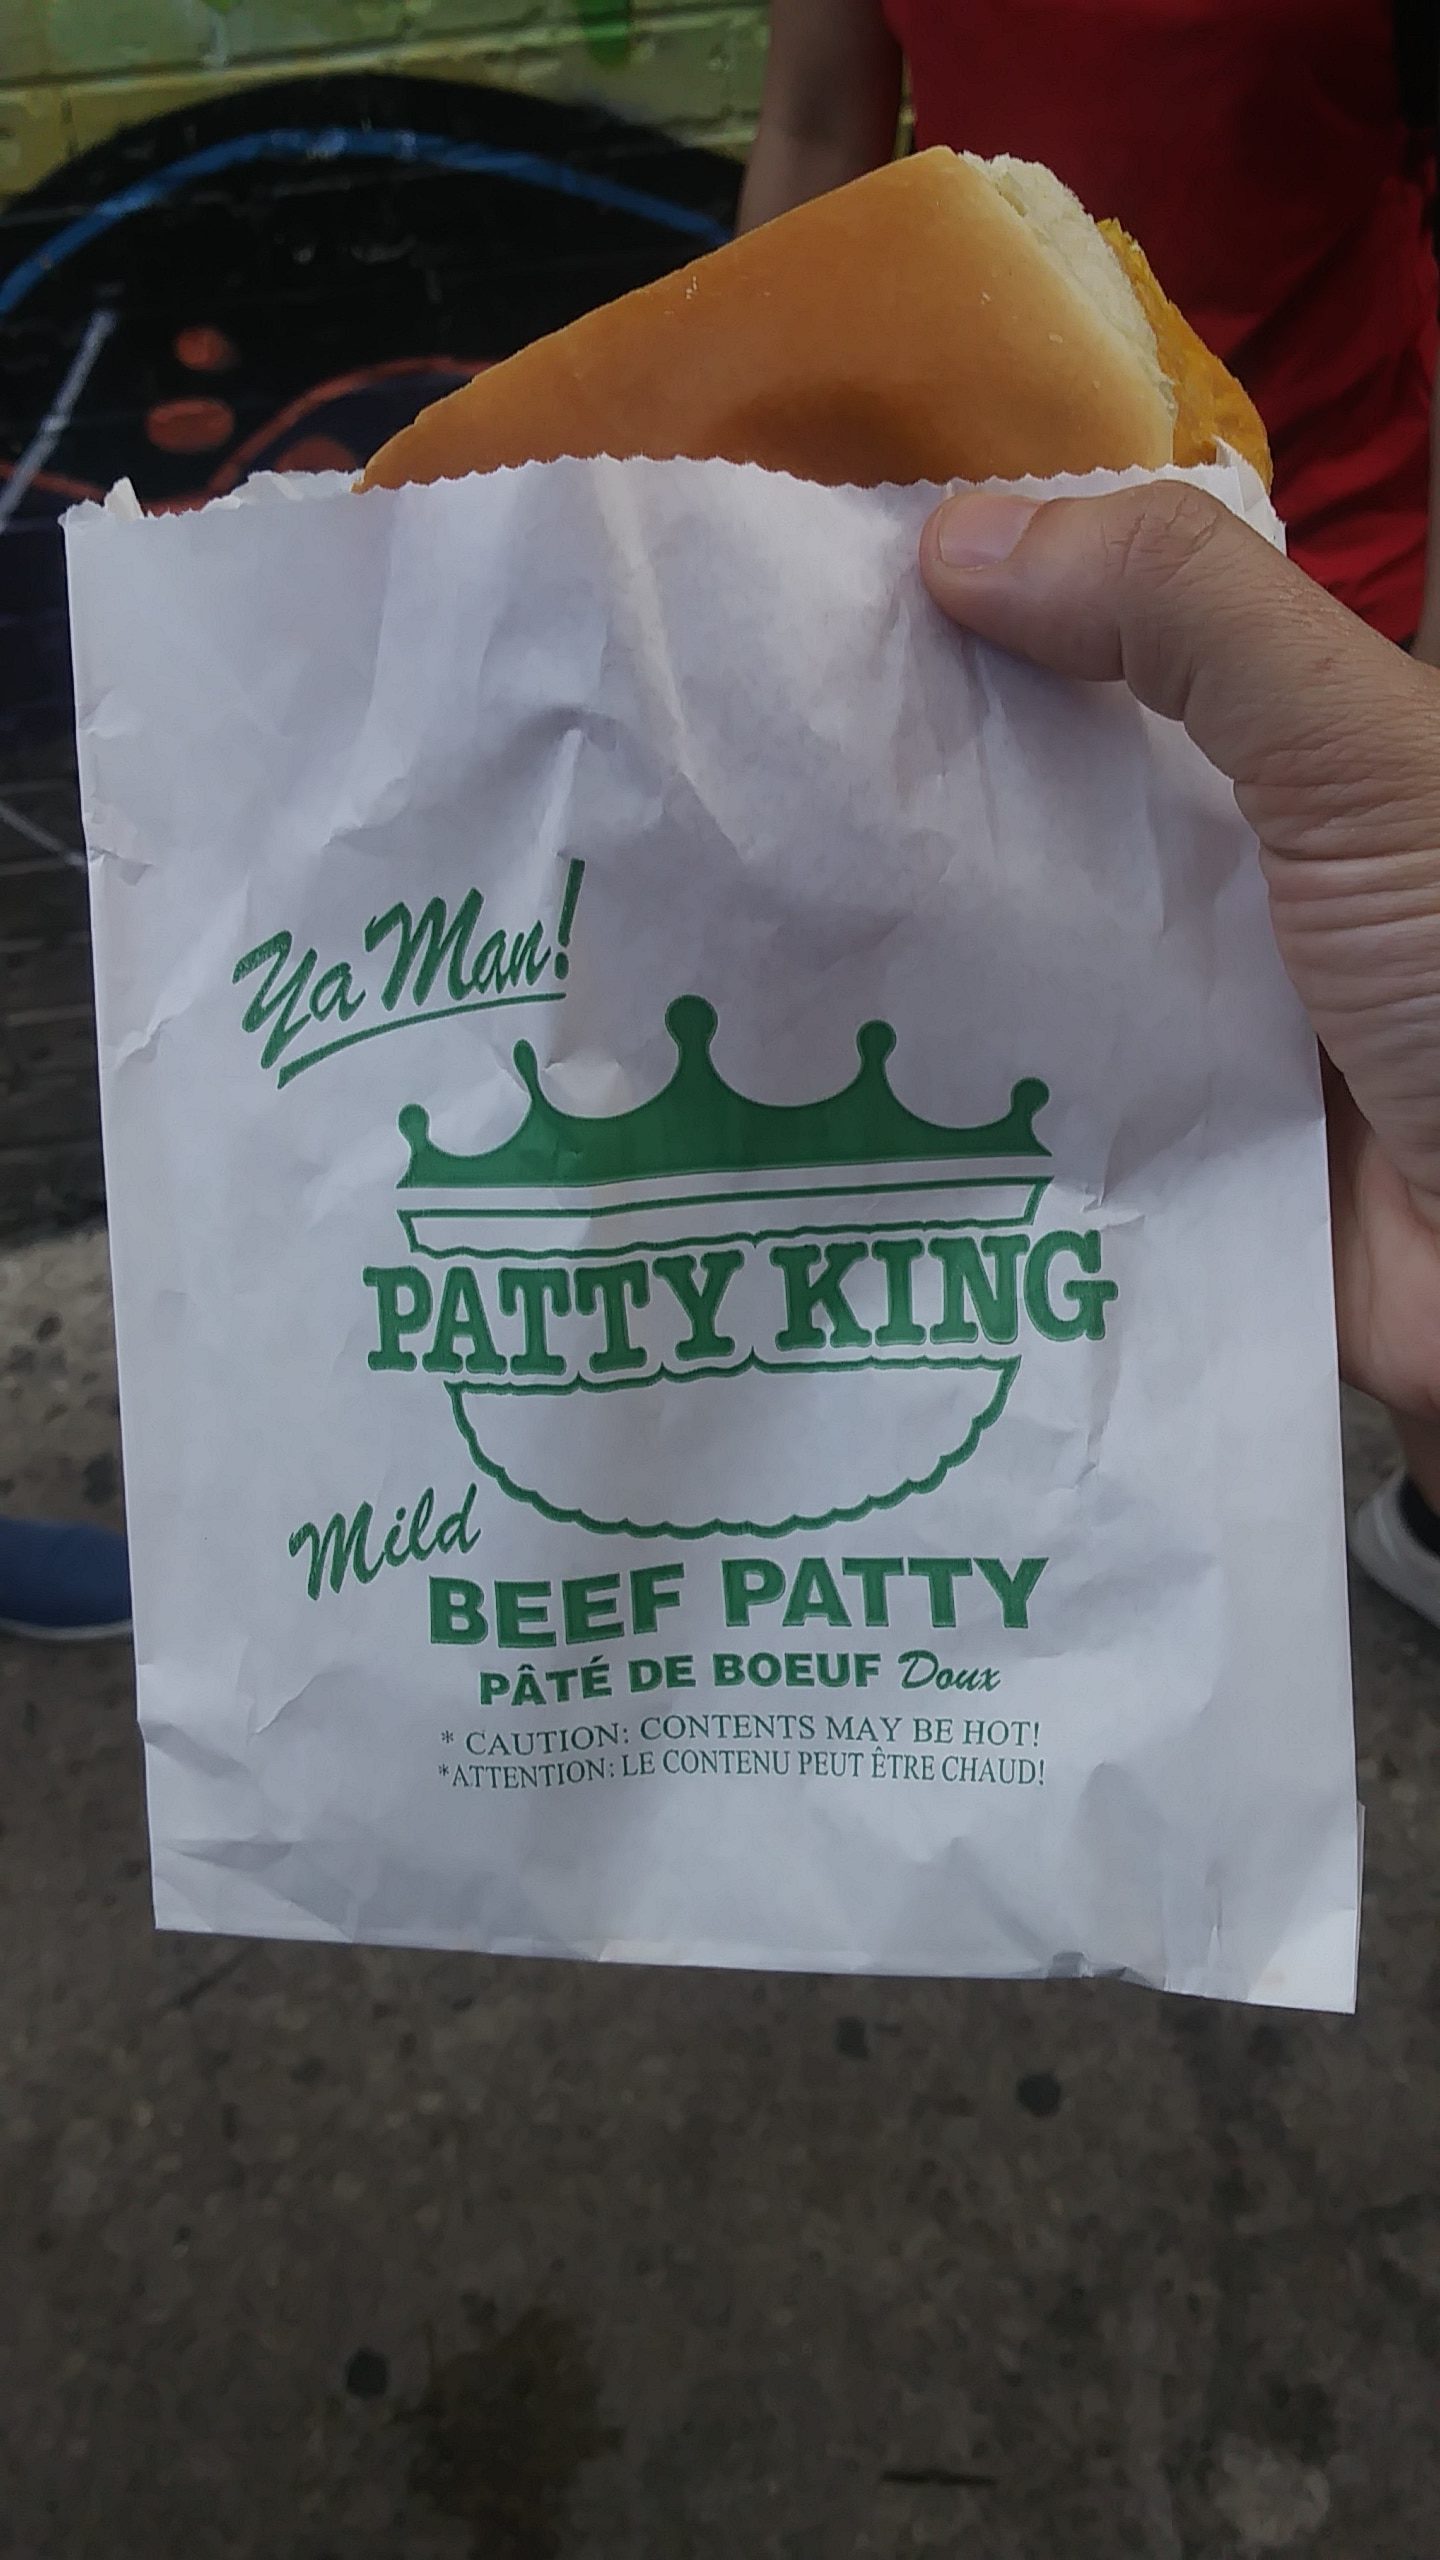 Ya Man!
PATTY KING
Mild
BEEF PATTY
PÂTÉ DE BOEUF Doux
* CAUTION: CONTENTS MAY BE HOT!
*ATTENTION: LE CONTENU PEUT ÊTRE CHAUD!